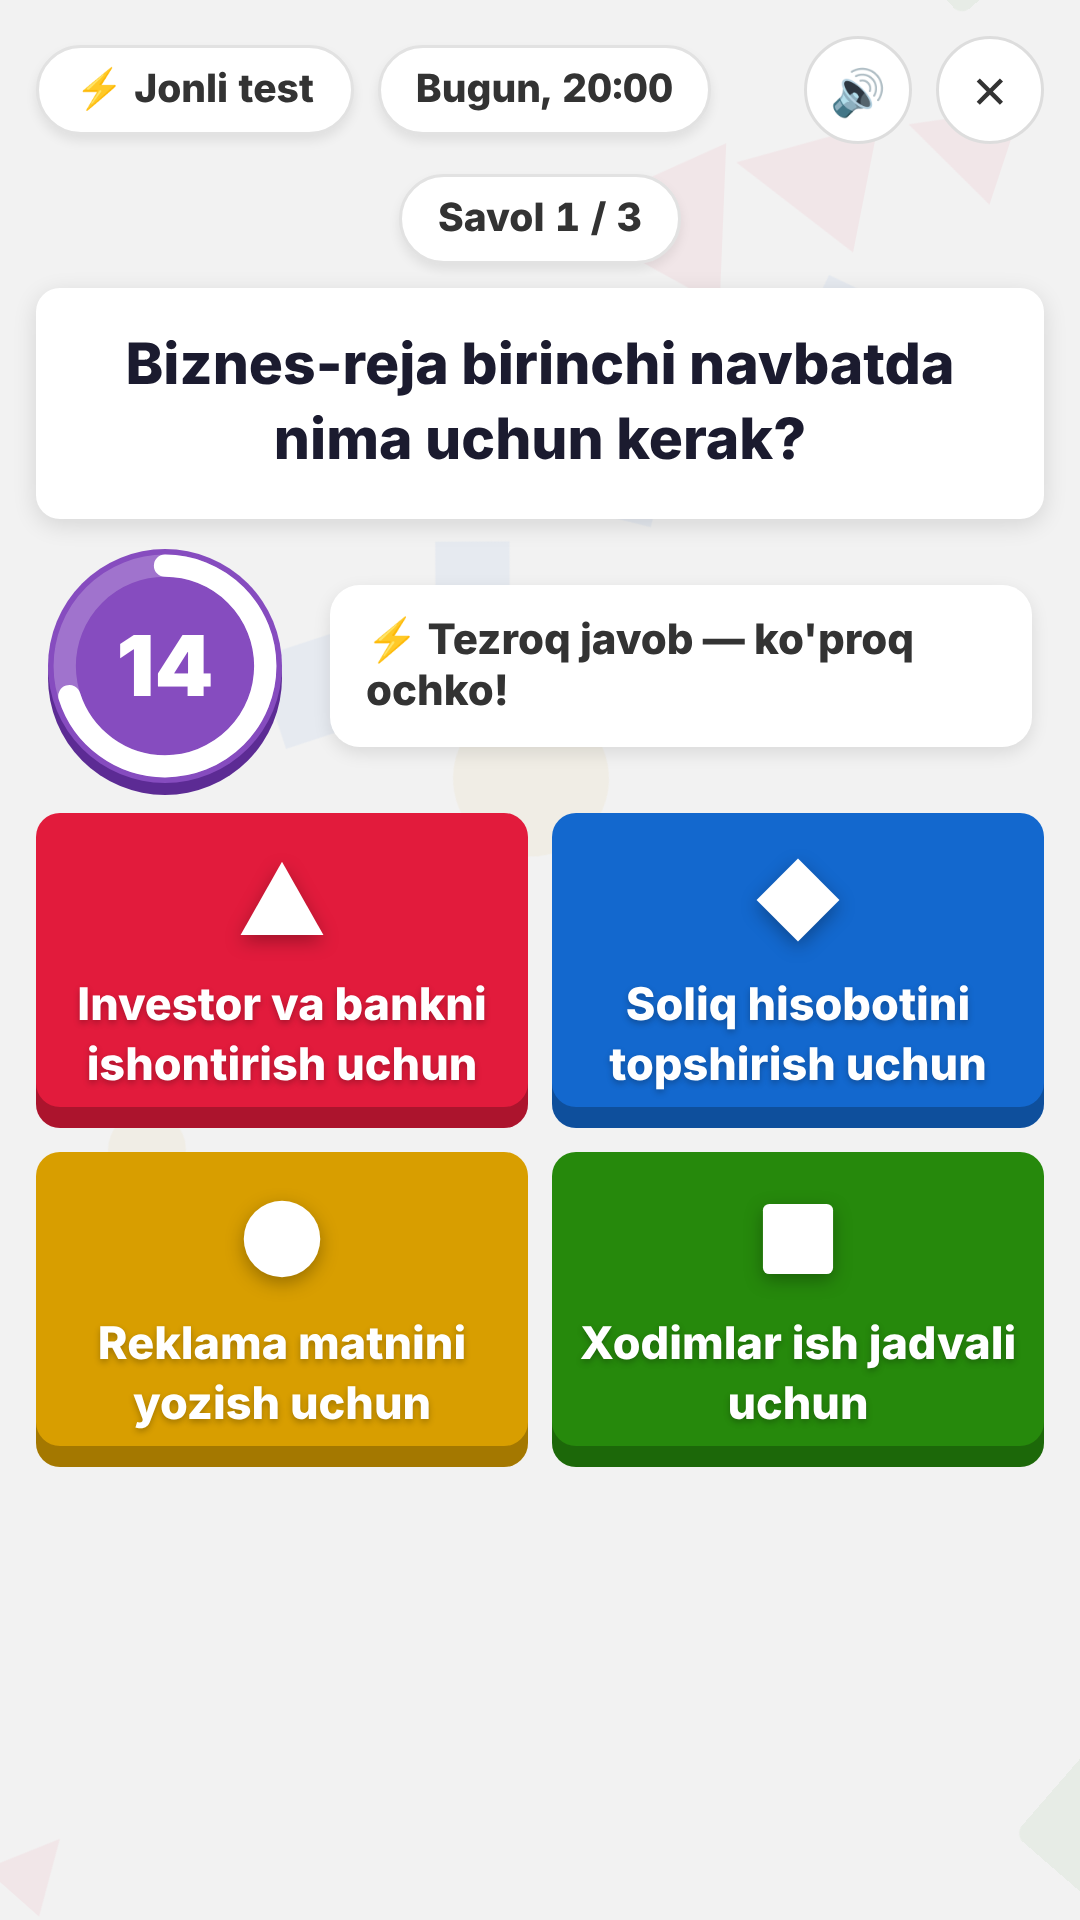 ⚡ Jonli test
Bugun, 20:00
Savol 1 / 3
Biznes-reja birinchi navbatda
nima uchun kerak?
14
⚡ Tezroq javob — ko'proq
ochko!
Investor va bankni
ishontirish uchun
Soliq hisobotini
topshirish uchun
Reklama matnini
yozish uchun
Xodimlar ish jadvali
uchun